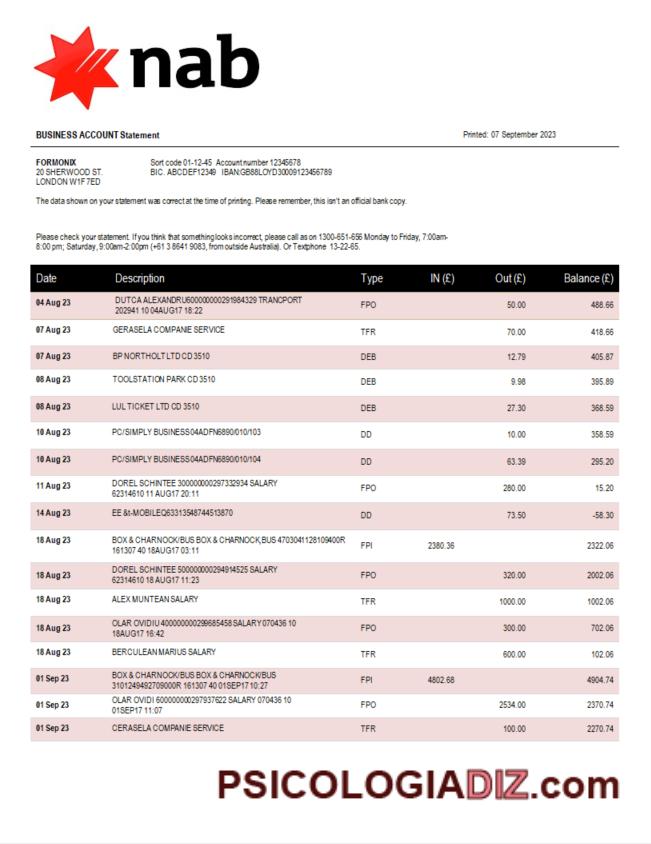 nab
BUSINESS ACCOUNT Statement Printed: 07 September 2023
FORMONIX Sort code 01-12-45 Account number 12345678
20 SHERWOOD ST. BIC. ABCDEF12349 IBAN:GB88LOYD30009123456789
LONDON W1F 7ED
The data shown on your statement was correct at the time of printing. Please remember, this isn't an official bank copy.
Please check your statement. If you think that something looks incorrect, please call as on 1300-651-656 Monday to Friday, 7:00am-
8:00 pm; Saturday, 9:00am-2:00pm (+61 3 8641 9083, from outside Australia). Or Textphone 13-22-65.
Date Description Type IN (£) Out (£) Balance (£)
04 Aug 23 DUTCA ALEXANDRU600000000291984329 TRANCPORT FPO 50.00 488.66
202941 10 04AUG17 18:22
07 Aug 23 GERASELA COMPANIE SERVICE TFR 70.00 418.66
07 Aug 23 BP NORTHOLT LTD CD 3510 DEB 12.79 405.87
08 Aug 23 TOOLSTATION PARK CD 3510 DEB 9.98 395.89
08 Aug 23 LUL TICKET LTD CD 3510 DEB 27.30 368.59
10 Aug 23 PC/SIMPLY BUSINESS04ADFN6890/010/103 DD 10.00 358.59
10 Aug 23 PC/SIMPLY BUSINESS04ADFN6890/010/104 DD 63.39 295.20
11 Aug 23 DOREL SCHINTEE 300000000297332934 SALARY FPO 280.00 15.20
62314610 11 AUG17 20:11
14 Aug 23 EE &t-MOBILEQ63313548744513870 DD 73.50 -58.30
18 Aug 23 BOX & CHARNOCK/BUS BOX & CHARNOCK,BUS 4703041128109400R FPI 2380.36 2322.06
161307 40 18AUG17 03:11
18 Aug 23 DOREL SCHINTEE 500000000294914525 SALARY FPO 320.00 2002.06
62314610 18 AUG17 11:23
18 Aug 23 ALEX MUNTEAN SALARY TFR 1000.00 1002.06
18 Aug 23 OLAR OVIDIU 400000000299685458 SALARY 070436 10 FPO 300.00 702.06
18AUG17 16:42
18 Aug 23 BERCULEAN MARIUS SALARY TFR 600.00 102.06
01 Sep 23 BOX & CHARNOCK/BUS BOX & CHARNOCK/BUS FPI 4802.68 4904.74
3101249492709000R 161307 40 01SEP17 10:27
01 Sep 23 OLAR OVIDI 600000000297937622 SALARY 070436 10 FPO 2534.00 2370.74
01SEP17 11:07
01 Sep 23 CERASELA COMPANIE SERVICE TFR 100.00 2270.74
PSICOLOGIADIZ.com